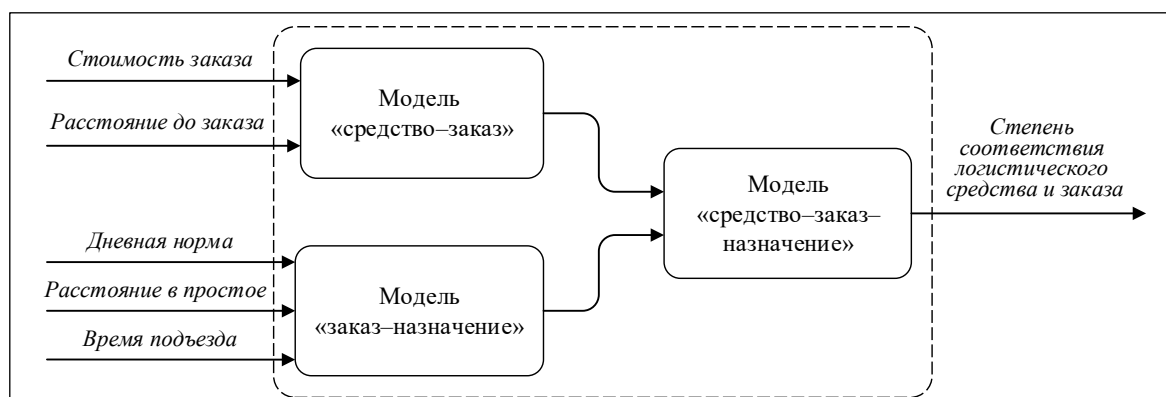 Стоимость заказа
Расстояние до заказа
Модель
«средство–заказ»
Дневная норма
Расстояние в простое
Время подъезда
Модель
«заказ–назначение»
Модель
«средство–заказ–
назначение»
Степень
соответствия
логистического
средства и заказа